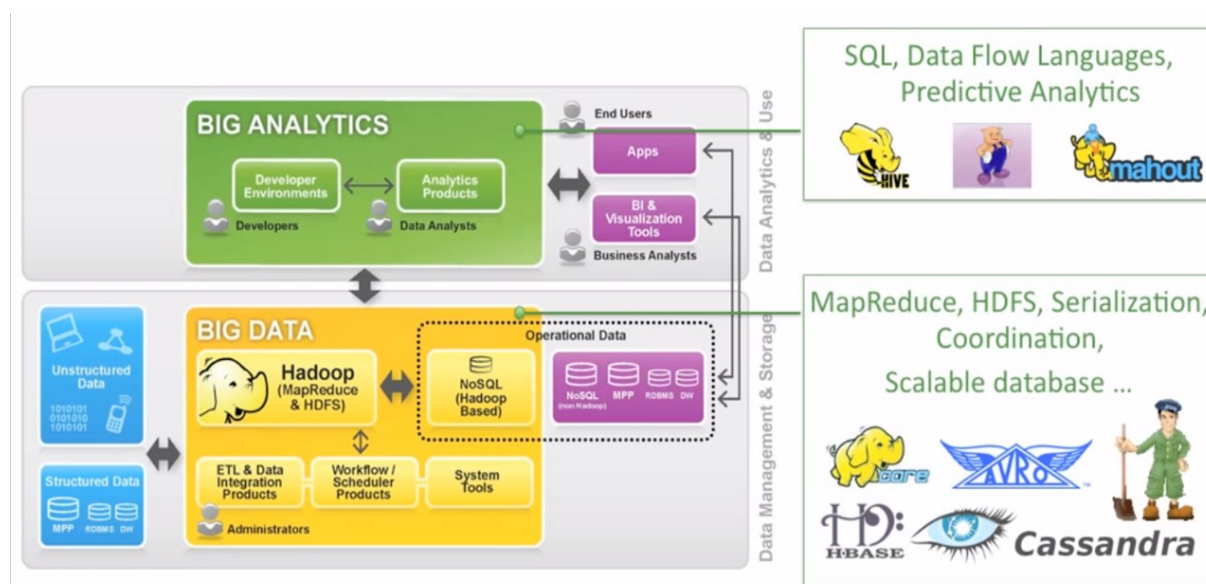 BIG ANALYTICS
Developer
Environments
Analytics
Products
Developers
Data Analysts
End Users
Apps
BI &
Visualization
Tools
Business Analysts
Data Analytics & Use
SQL, Data Flow Languages,
Predictive Analytics
HIVE
mahout
Unstructured
Data
1010101
0101010
1010101
Structured Data
MPP
RDBMS
DW
BIG DATA
Hadoop
(MapReduce
& HDFS)
Operational Data
NoSQL
(Hadoop
Based)
NoSQL
(non Hadoop)
MPP
RDBMS
DW
ETL & Data
Integration
Products
Workflow /
Scheduler
Products
System
Tools
Administrators
Data Management & Storage
MapReduce, HDFS, Serialization,
Coordination,
Scalable database ...
core
AVRO
TM
HBASE
Cassandra